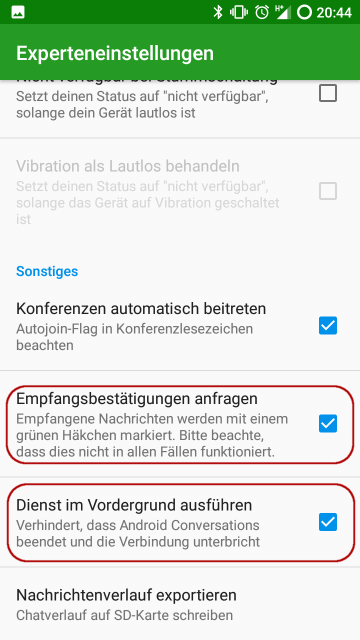 20:44
Experteneinstellungen
Nicht verfügbar bei Stummschaltung
Setzt deinen Status auf "nicht verfügbar",
solange dein Gerät lautlos ist
Vibration als Lautlos behandeln
Setzt deinen Status auf "nicht verfügbar",
solange das Gerät auf Vibration geschaltet
ist
Sonstiges
Konferenzen automatisch beitreten
Autojoin-Flag in Konferenzlesezeichen
beachten
Empfangsbestätigungen anfragen
Empfangene Nachrichten werden mit einem
grünen Häkchen markiert. Bitte beachte,
dass dies nicht in allen Fällen funktioniert.
Dienst im Vordergrund ausführen
Verhindert, dass Android Conversations
beendet und die Verbindung unterbricht
Nachrichtenverlauf exportieren
Chatverlauf auf SD-Karte schreiben